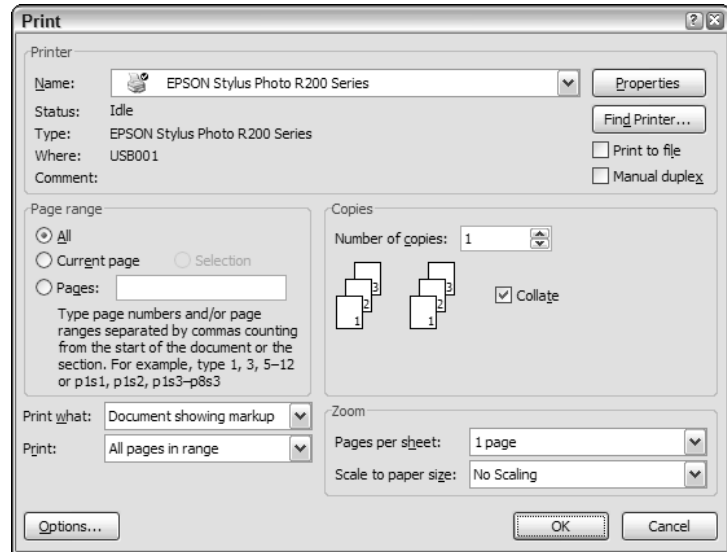 Print
Printer
Name: EPSON Stylus Photo R200 Series
Properties
Status: Idle
Find Printer...
Type: EPSON Stylus Photo R200 Series
Where: USB001
Print to file
Comment:
Manual duplex
Page range
All
Current page Selection
Pages:
Type page numbers and/or page
ranges separated by commas counting
from the start of the document or the
section. For example, type 1, 3, 5–12
or p1s1, p1s2, p1s3–p8s3
Copies
Number of copies: 1
3 3
2 2
1 1
Collate
Print what: Document showing markup
Print: All pages in range
Zoom
Pages per sheet: 1 page
Scale to paper size: No Scaling
Options... OK Cancel